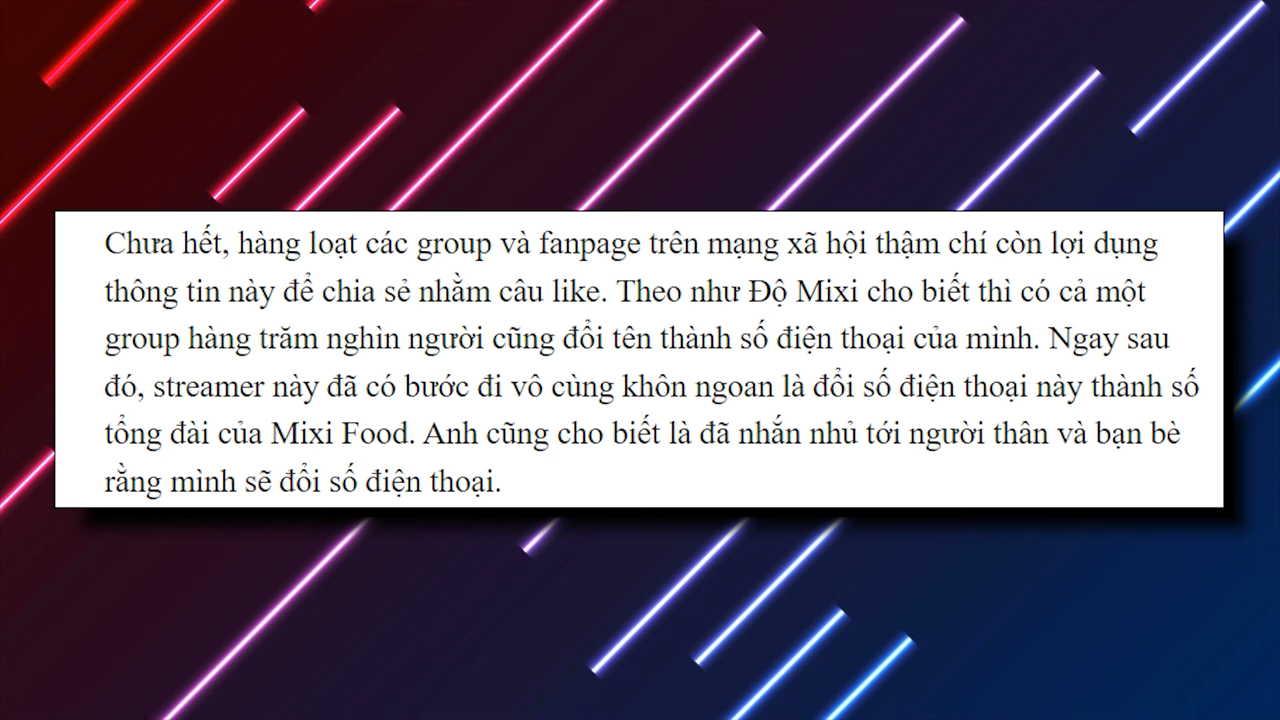 Chưa hết, hàng loạt các group và fanpage trên mạng xã hội thậm chí còn lợi dụng
thông tin này để chia sẻ nhằm câu like. Theo như Độ Mixi cho biết thì có cả một
group hàng trăm nghìn người cũng đổi tên thành số điện thoại của mình. Ngay sau
đó, streamer này đã có bước đi vô cùng khôn ngoan là đổi số điện thoại này thành số
tổng đài của Mixi Food. Anh cũng cho biết là đã nhắn nhủ tới người thân và bạn bè
rằng mình sẽ đổi số điện thoại.